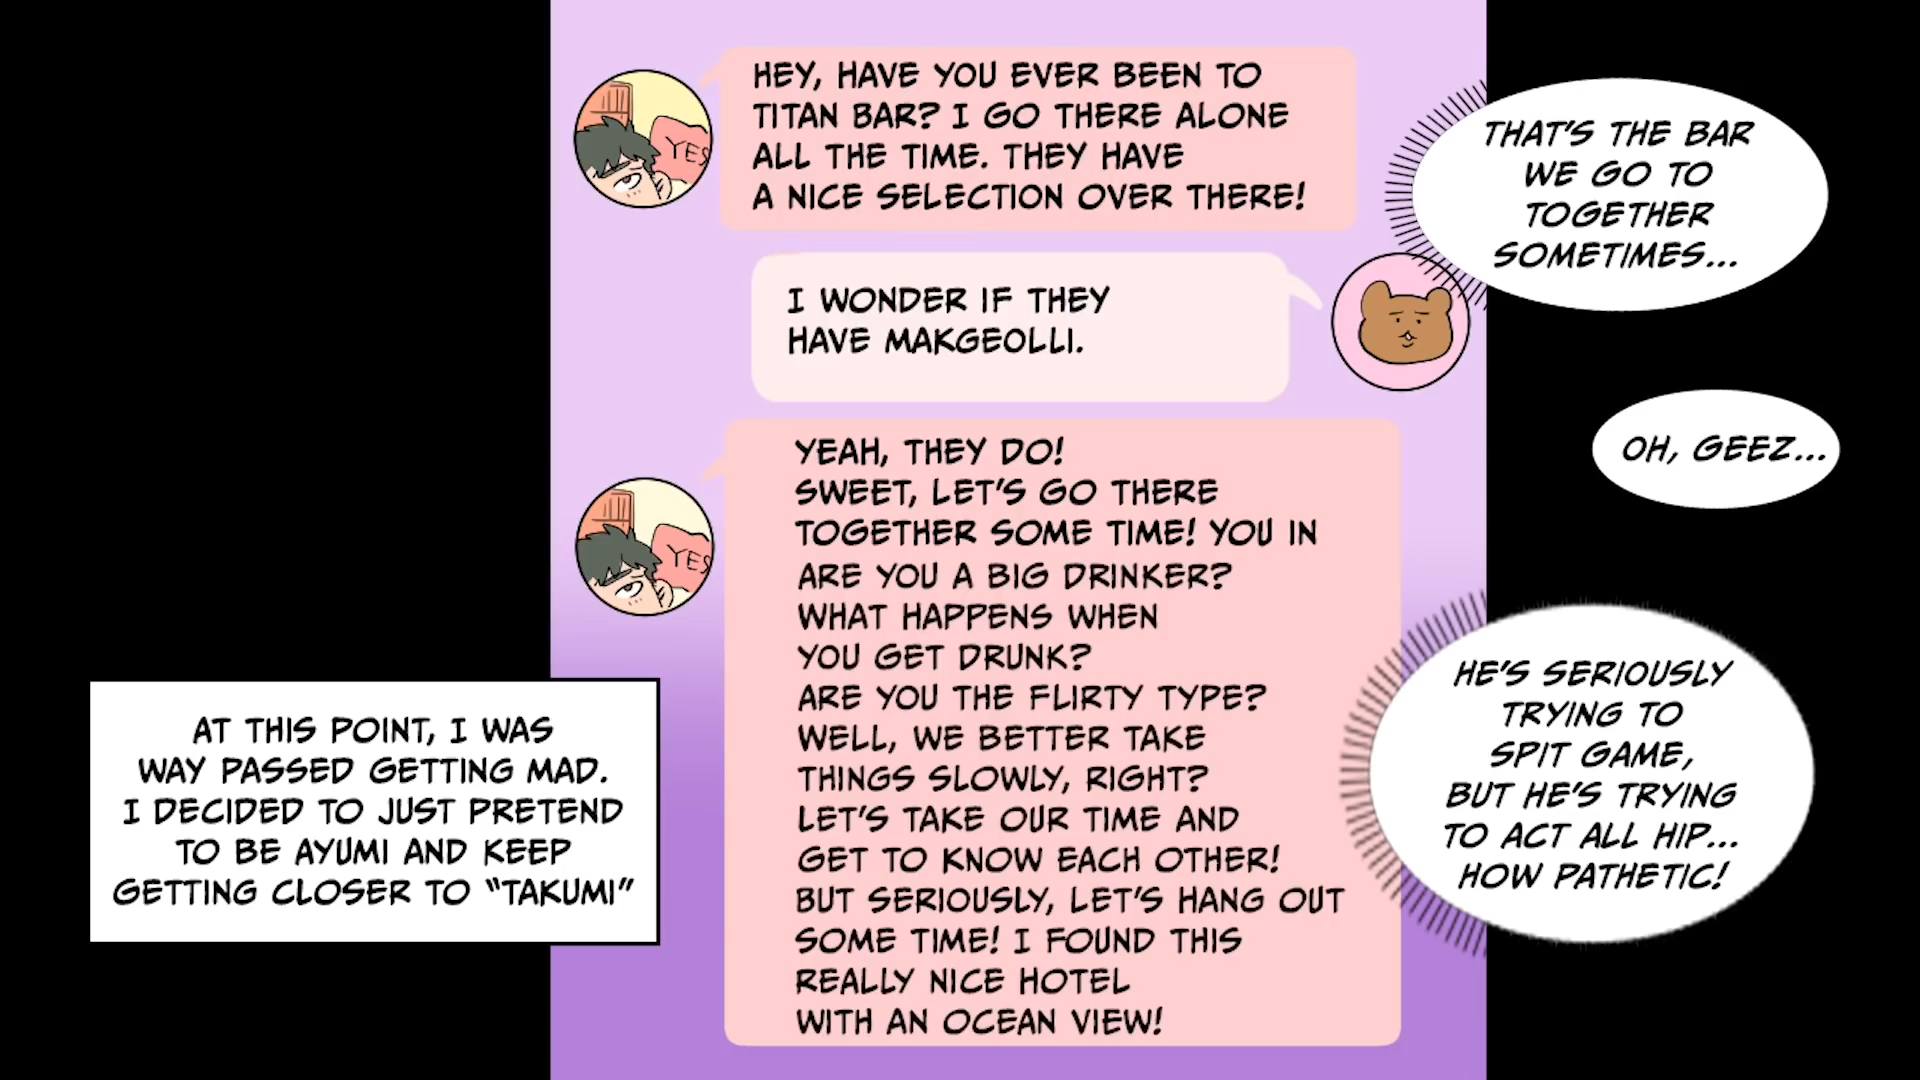 HEY, HAVE YOU EVER BEEN TO
TITAN BAR? I GO THERE ALONE
ALL THE TIME. THEY HAVE
A NICE SELECTION OVER THERE!
YES
THAT'S THE BAR
WE GO TO
TOGETHER
SOMETIMES...
I WONDER IF THEY
HAVE MAKGEOLLI.
OH, GEEZ...
YEAH, THEY DO!
SWEET, LET'S GO THERE
TOGETHER SOME TIME! YOU IN
ARE YOU A BIG DRINKER?
WHAT HAPPENS WHEN
YOU GET DRUNK?
ARE YOU THE FLIRTY TYPE?
WELL, WE BETTER TAKE
THINGS SLOWLY, RIGHT?
LET'S TAKE OUR TIME AND
GET TO KNOW EACH OTHER!
BUT SERIOUSLY, LET'S HANG OUT
SOME TIME! I FOUND THIS
REALLY NICE HOTEL
WITH AN OCEAN VIEW!
YES
HE'S SERIOUSLY
TRYING TO
SPIT GAME,
BUT HE'S TRYING
TO ACT ALL HIP...
HOW PATHETIC!
AT THIS POINT, I WAS
WAY PASSED GETTING MAD.
I DECIDED TO JUST PRETEND
TO BE AYUMI AND KEEP
GETTING CLOSER TO "TAKUMI"